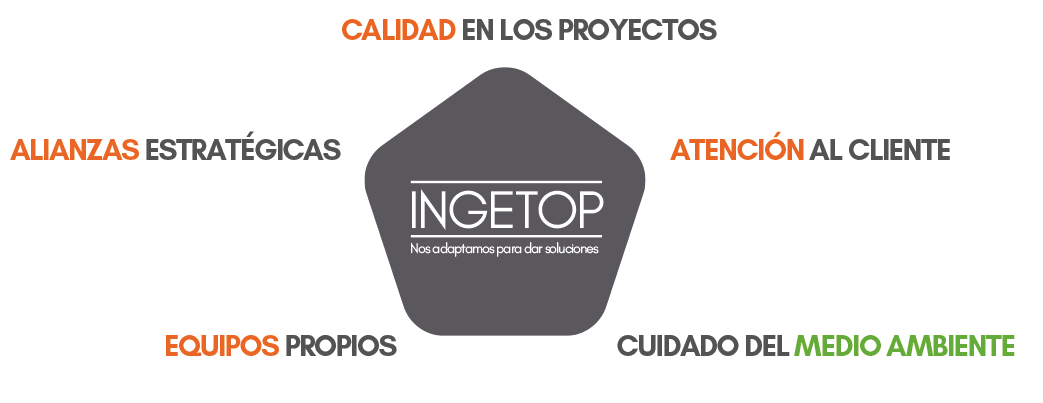 CALIDAD EN LOS PROYECTOS
ALIANZAS ESTRATÉGICAS
ATENCIÓN AL CLIENTE
INGETOP
Nos adaptamos para dar soluciones
EQUIPOS PROPIOS
CUIDADO DEL MEDIO AMBIENTE